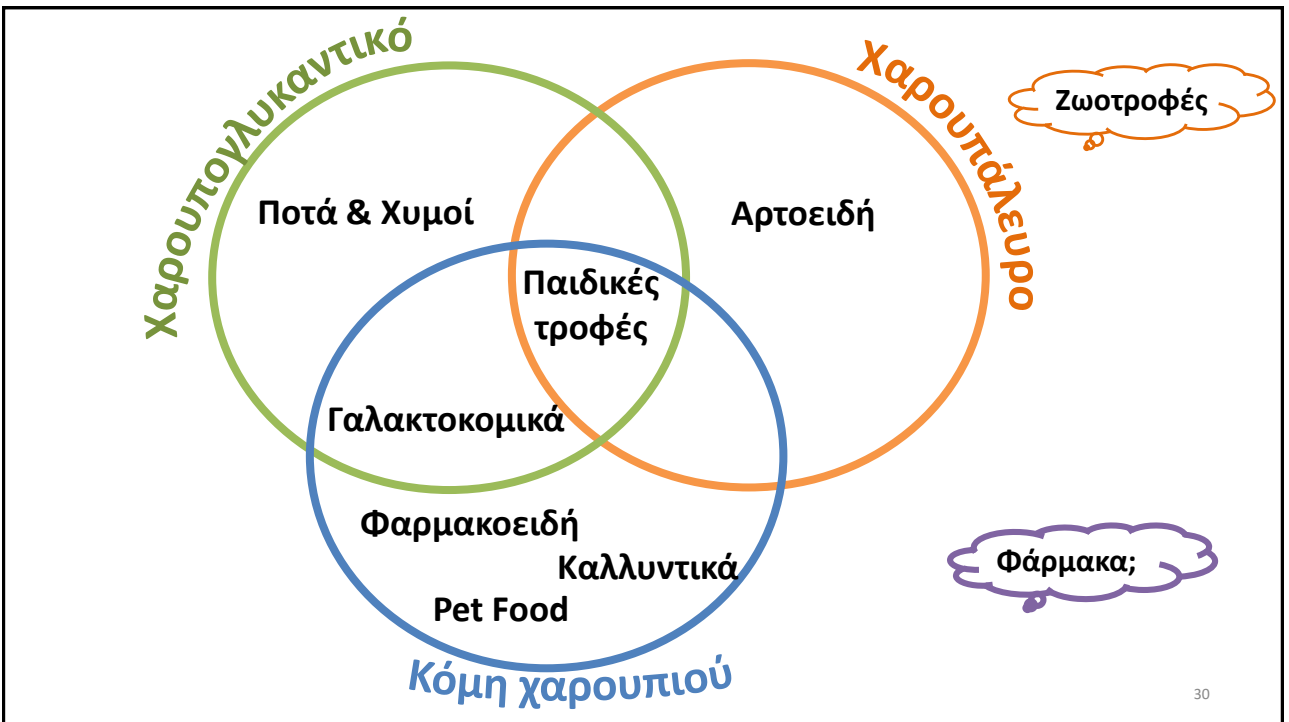 Χαρουπογλυκαντικό
Χαρουπάλευρο
Ζωοτροφές
Ποτά & Χυμοί
Αρτοειδή
Παιδικές
τροφές
Γαλακτοκομικά
Φαρμακοειδή
Καλλυντικά
Pet Food
Φάρμακα;
Κόμη χαρουπιού
30